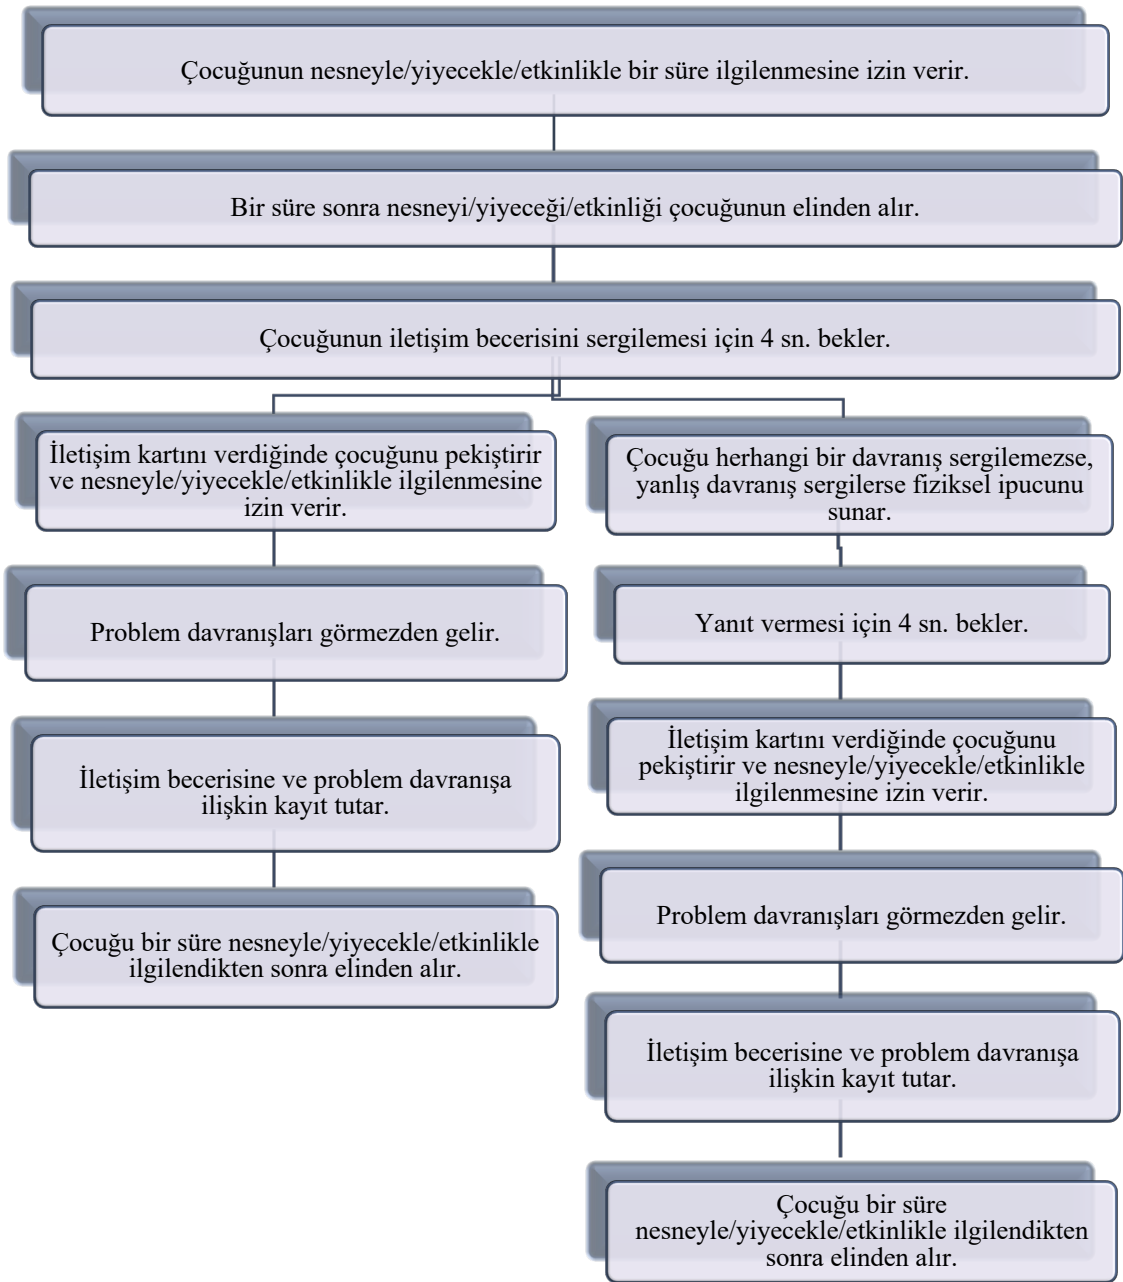 Çocuğunun nesneyle/yiyecekle/etkinlikle bir süre ilgilenmesine izin verir.
Bir süre sonra nesneyi/yiyeceği/etkinliği çocuğunun elinden alır.
Çocuğunun iletişim becerisini sergilemesi için 4 sn. bekler.
İletişim kartını verdiğinde çocuğunu pekiştirir
ve nesneyle/yiyecekle/etkinlikle ilgilenmesine
izin verir.
Problem davranışları görmezden gelir.
İletişim becerisine ve problem davranışa
ilişkin kayıt tutar.
Çocuğu bir süre nesneyle/yiyecekle/etkinlikle
ilgilendikten sonra elinden alır.
Çocuğu herhangi bir davranış sergilemezse,
yanlış davranış sergilerse fiziksel ipucunu
sunar.
Yanıt vermesi için 4 sn. bekler.
İletişim kartını verdiğinde çocuğunu
pekiştirir ve nesneyle/yiyecekle/etkinlikle
ilgilenmesine izin verir.
Problem davranışları görmezden gelir.
İletişim becerisine ve problem davranışa
ilişkin kayıt tutar.
Çocuğu bir süre
nesneyle/yiyecekle/etkinlikle ilgilendikten
sonra elinden alır.